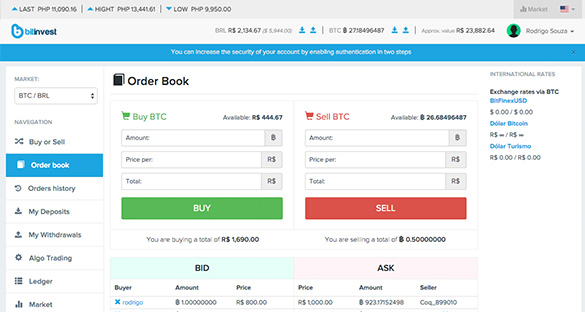 LAST PHP 11,090.16 HIGHT PHP 13,441.61 LOW PHP 9,950.00 Market
bitinvest BRL R$ 2,134.67 (R$ 5,944.00) BTC ฿ 27.18496487 Approx. value R$ 23,882.64 Rodrigo Souza
You can increase the security of your account by enabling authentication in two steps
MARKET:
BTC / BRL
NAVIGATION
Buy or Sell
Order book
Orders history
My Deposits
My Withdrawals
Algo Trading
Ledger
Market
Order Book
Buy BTC Available: R$ 444.67
Amount: ฿
Price per: R$
Total: R$
BUY
You are buying a total of R$ 1,690.00
Sell BTC Available: ฿ 26.68496487
Amount: ฿
Price per: R$
Total: R$
SELL
You are selling a total of ฿ 0.50000000
BID ASK
Buyer Amount Price Price Amount Seller
rodrigo ฿ 1.00000000 R$ 800.00 R$ 1,000.00 ฿ 923.17152498 Coq_899010
INTERNATIONAL RATES
Exchange rates via BTC
BitFinexUSD
$ 0.00 / $ 0.00
Dólar Bitcoin
R$ ∞ / R$ ∞
Dólar Turismo
R$ 0.00 / R$ 0.00